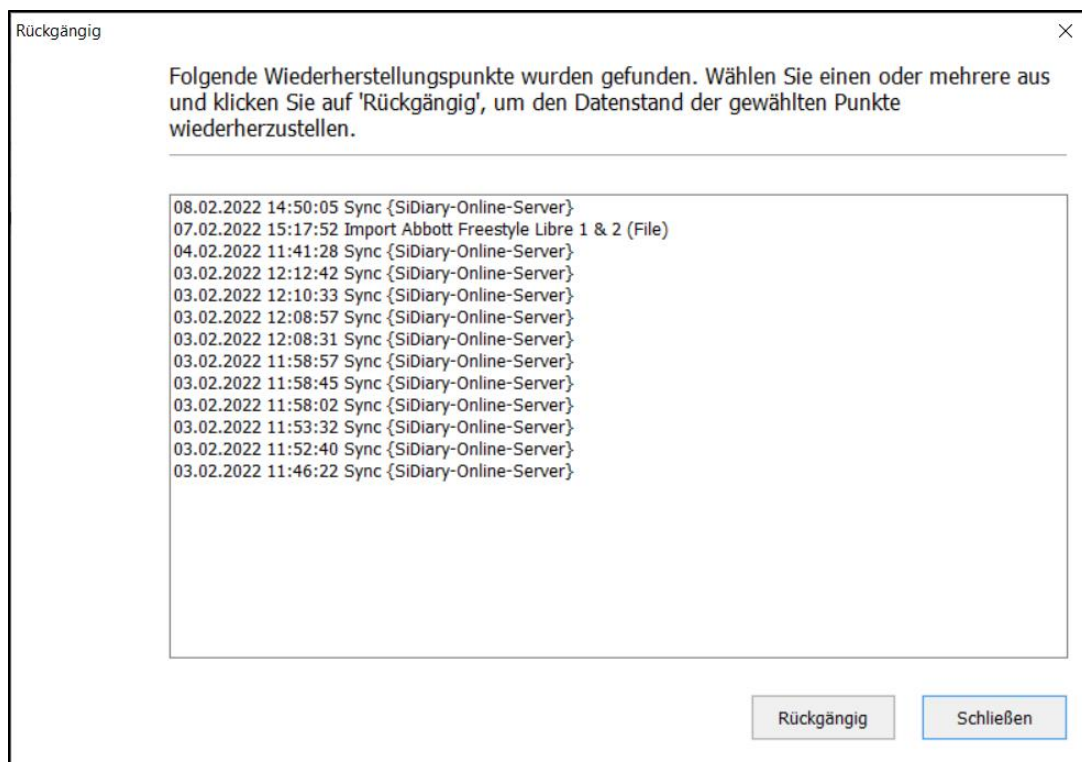 Rückgängig
Folgende Wiederherstellungspunkte wurden gefunden. Wählen Sie einen oder mehrere aus
und klicken Sie auf 'Rückgängig', um den Datenstand der gewählten Punkte
wiederherzustellen.
08.02.2022 14:50:05 Sync {SiDiary-Online-Server}
07.02.2022 15:17:52 Import Abbott Freestyle Libre 1 & 2 (File)
04.02.2022 11:41:28 Sync {SiDiary-Online-Server}
03.02.2022 12:12:42 Sync {SiDiary-Online-Server}
03.02.2022 12:10:33 Sync {SiDiary-Online-Server}
03.02.2022 12:08:57 Sync {SiDiary-Online-Server}
03.02.2022 12:08:31 Sync {SiDiary-Online-Server}
03.02.2022 11:58:57 Sync {SiDiary-Online-Server}
03.02.2022 11:58:45 Sync {SiDiary-Online-Server}
03.02.2022 11:58:02 Sync {SiDiary-Online-Server}
03.02.2022 11:53:32 Sync {SiDiary-Online-Server}
03.02.2022 11:52:40 Sync {SiDiary-Online-Server}
03.02.2022 11:46:22 Sync {SiDiary-Online-Server}
Rückgängig
Schließen